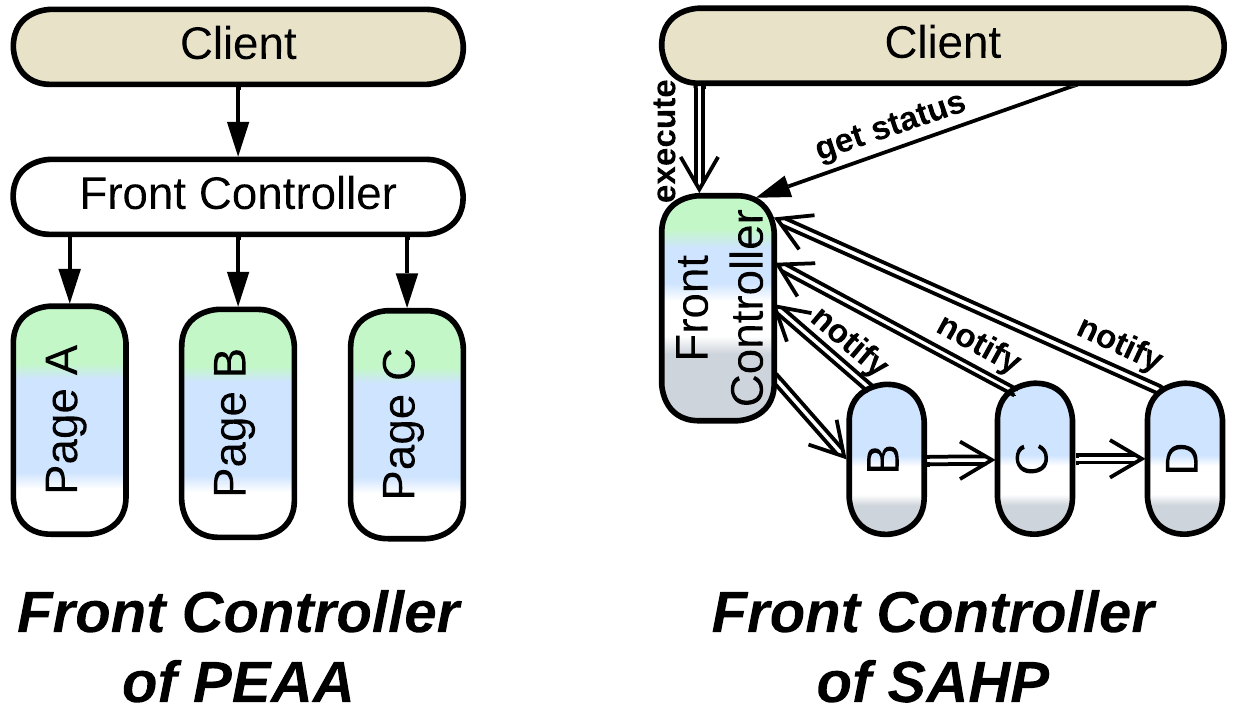 Client
Front Controller
Page A
Page B
Page C
Front Controller
of PEAA
Client
execute
get status
Front
Controller
notify
notify
notify
B
C
D
Front Controller
of SAHP